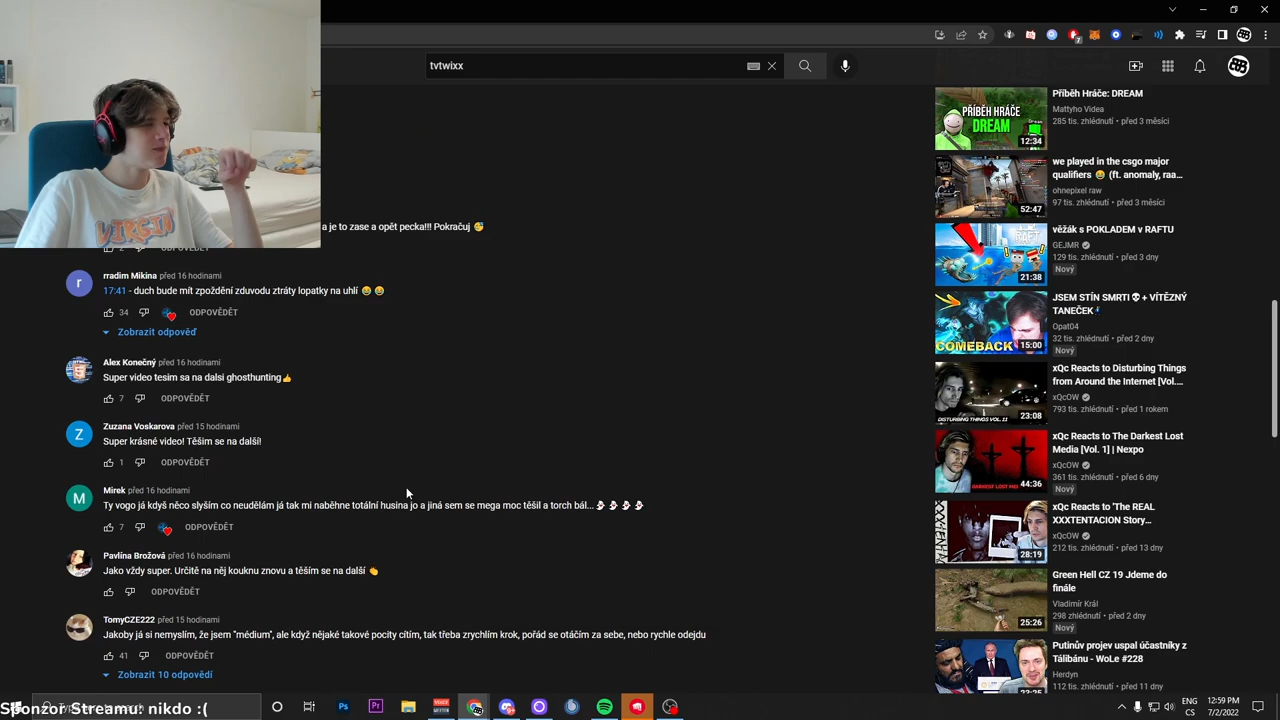 tvtwixx
VIRGIN
a je to zase a opět pecka!!! Pokračuj 😴
ODPOVĚDĚT
rradim Mikina před 16 hodinami
17:41 - duch bude mít zpoždění zduvodu ztráty lopatky na uhlí 😂 😂
34 ODPOVĚDĚT
Zobrazit odpověď
Alex Konečný před 16 hodinami
Super video tesim sa na dalsi ghosthunting👍
7 ODPOVĚDĚT
Z
Zuzana Voskarova před 15 hodinami
Super krásné video! Těšim se na další!
1 ODPOVĚDĚT
M
Mirek před 16 hodinami
Ty vogo já když něco slyším co neudělám já tak mi naběhne totální husina jo a jiná sem se mega moc těšil a torch bál... 👻 👻 👻 👻
7 ODPOVĚDĚT
Pavlína Brožová před 16 hodinami
Jako vždy super. Určitě na něj kouknu znovu a těším se na další 👏
ODPOVĚDĚT
TomyCZE222 před 15 hodinami
Jakoby já si nemyslím, že jsem "médium", ale když nějaké takové pocity cítím, tak třeba zrychlím krok, pořád se otáčím za sebe, nebo rychle odejdu
41 ODPOVĚDĚT
Zobrazit 10 odpovědí
PŘÍBĚH HRÁČE
DREAM
12:34
Příběh Hráče: DREAM
Mattyho Videa
285 tis. zhlédnutí • před 3 měsíci
52:47
we played in the csgo major
qualifiers 😂 (ft. anomaly, raa...
ohnepixel raw
97 tis. zhlédnutí • před 3 měsíci
21:38
věžák s POKLADEM v RAFTU
GEJMR
129 tis. zhlédnutí • před 3 dny
Nový
COMEBACK
15:00
JSEM STÍN SMRTI💀 + VÍTĚZNÝ
TANEČEK🕺
Opat04
32 tis. zhlédnutí • před 2 dny
Nový
DISTURBING THINGS VOL. 11
23:08
xQc Reacts to Disturbing Things
from Around the Internet [Vol....
xQcOW
793 tis. zhlédnutí • před 1 rokem
44:36
xQc Reacts to The Darkest Lost
Media [Vol. 1] | Nexpo
xQcOW
361 tis. zhlédnutí • před 6 dny
28:19
xQc Reacts to 'The REAL
XXXTENTACION Story...
xQcOW
212 tis. zhlédnutí • před 13 dny
25:26
Green Hell CZ 19 Jdeme do
finále
Vladimír Král
298 zhlédnutí • před 2 dny
Nový
Putinův projev uspal účastníky z
Tálibánu - WoLe #228
Herdyn
112 tis. zhlédnutí • před 11 dny
Sponzor Streamu: nikdo :(
Ps
Pr
ENG
CS
12:59 PM
7/2/2022